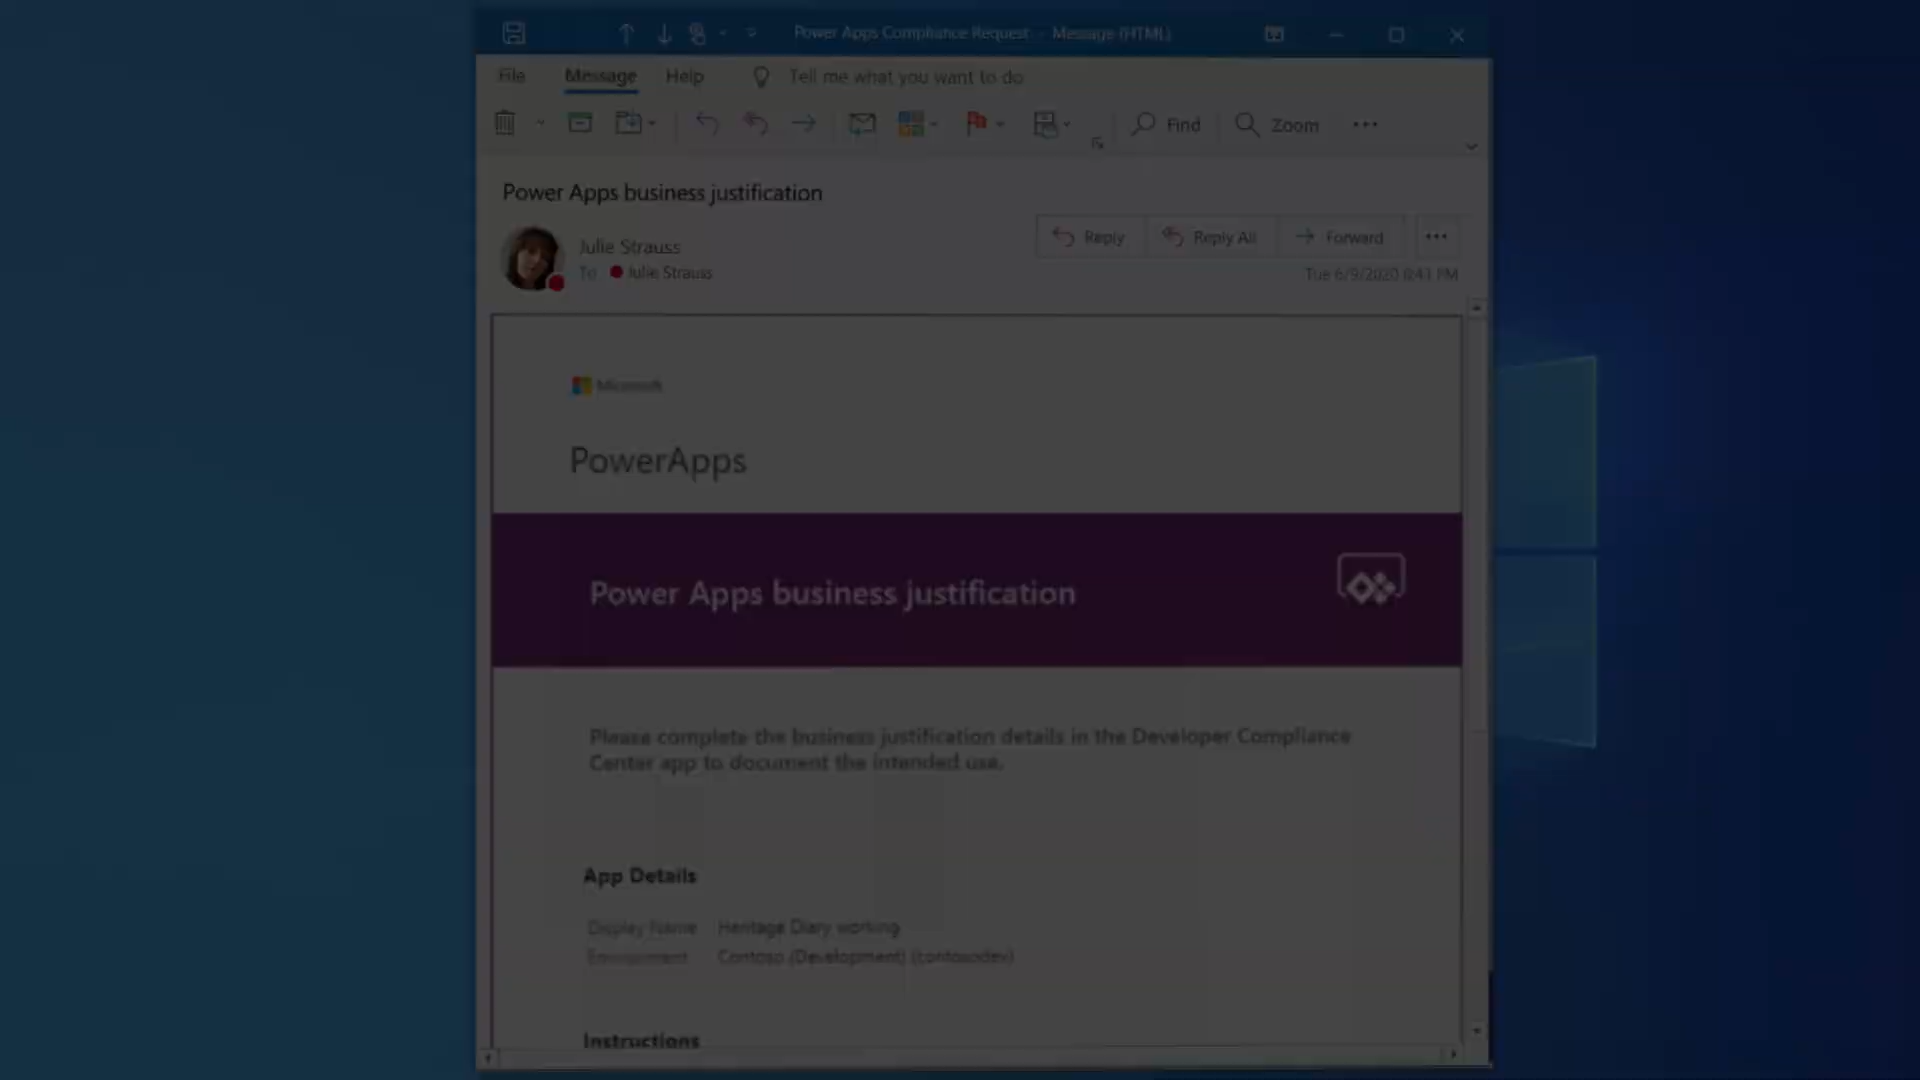 Power Apps Compliance Request - Message (HTML)
File Message Help Tell me what you want to do
Find Zoom
Power Apps business justification
Julie Strauss
To Julie Strauss
Reply Reply All Forward
Tue 6/9/2020 8:43 PM
Microsoft
PowerApps
Power Apps business justification
Please complete the business justification details in the Developer Compliance
Center app to document the intended use.
App Details
Display Name Heritage Diary working
Environment Contoso (Development) (contosodev)
Instructions